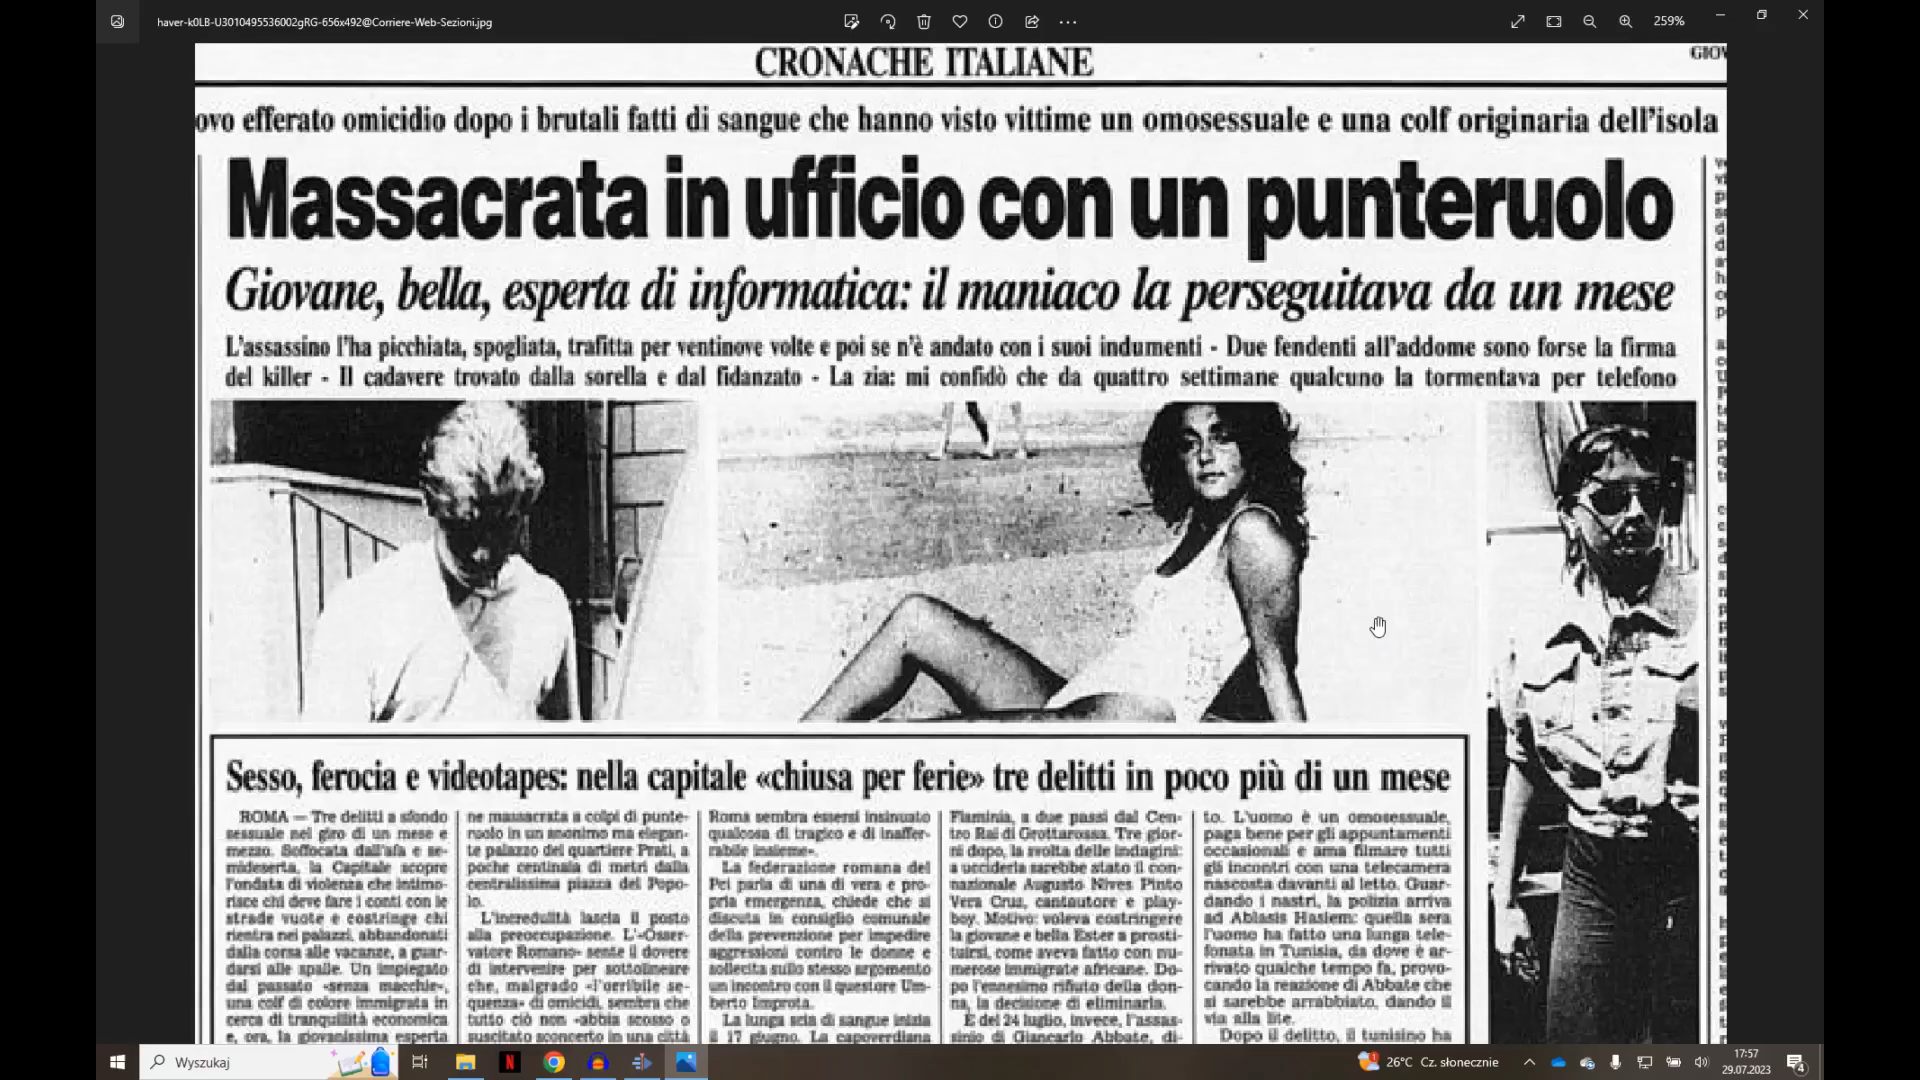 haver-k0LB-U3010495536002gRG-656x492@Corriere-Web-Sezioni.jpg
259%
CRONACHE ITALIANE
GIOV
ovo efferato omicidio dopo i brutali fatti di sangue che hanno visto vittime un omosessuale e una colf originaria dell'isola
Massacrata in ufficio con un punteruolo
Giovane, bella, esperta di informatica: il maniaco la perseguitava da un mese
L'assassino l'ha picchiata, spogliata, trafitta per ventinove volte e poi se n'è andato con i suoi indumenti - Due fendenti all'addome sono forse la firma
del killer - Il cadavere trovato dalla sorella e dal fidanzato - La zia: mi confidò che da quattro settimane qualcuno la tormentava per telefono
Sesso, ferocia e videotapes: nella capitale «chiusa per ferie» tre delitti in poco più di un mese
ROMA — Tre delitti a sfondo
sessuale nel giro di un mese e
mezzo. Soffocata dall'afa e se-
mideserta, la Capitale scopre
l'ondata di violenza che intimo-
risce chi deve fare i conti con le
strade vuote e costringe chi
rientra nei palazzi, abbandonati
dalla corsa alle vacanze, a guar-
darsi alle spalle. Un impiegato
dal passato «senza macchie»,
una colf di colore immigrata in
cerca di tranquillità economica
e, ora, la giovanissima esperta
ne massacrata a colpi di punte-
ruolo in un anonimo ma elegan-
te palazzo del quartiere Prati, a
poche centinaia di metri dalla
centralissima piazza del Popo-
lo.
L'incredulità lascia il posto
alla preoccupazione. L'«Osser-
vatore Romano» sente il dovere
di intervenire per sottolineare
che, malgrado «l'orribile se-
quenza» di omicidi, sembra che
tutto ciò non «abbia scosso o
suscitato sconcerto in una città
Roma sembra essersi insinuato
qualcosa di tragico e di inaffer-
rabile insieme».
La federazione romana del
Pci parla di una di vera e pro-
pria emergenza, chiede che si
discuta in consiglio comunale
della prevenzione per impedire
aggressioni contro le donne e
sollecita sullo stesso argomento
un incontro con il questore Um-
berto Improta.
La lunga scia di sangue inizia
il 17 giugno. La capoverdiana
Flaminia, a due passi dal Cen-
tro Rai di Grottarossa. Tre gior-
ni dopo, la svolta delle indagini:
a ucciderla sarebbe stato il con-
nazionale Augusto Nives Pinto
Vera Cruz, cantautore e play-
boy. Motivo: voleva costringere
la giovane e bella Ester a prosti-
tuirsi, come aveva fatto con nu-
merose immigrate africane. Do-
po l'ennesimo rifiuto della don-
na, la decisione di eliminarla.
È del 24 luglio, invece, l'assas-
sinio di Giancarlo Abbate, di-
to. L'uomo è un omosessuale,
paga bene per gli appuntamenti
occasionali e ama filmare tutti
gli incontri con una telecamera
nascosta davanti al letto. Guar-
dando i nastri, la polizia arriva
ad Ablasis Haslem: quella sera
l'uomo ha fatto una lunga tele-
fonata in Tunisia, da dove è ar-
rivato qualche tempo fa, provo-
cando la reazione di Abbate che
si sarebbe arrabbiato, dando il
via alla lite.
Dopo il delitto, il tunisino ha
Wyszukaj
26°C Cz. słonecznie
17:57
29.07.2023
4